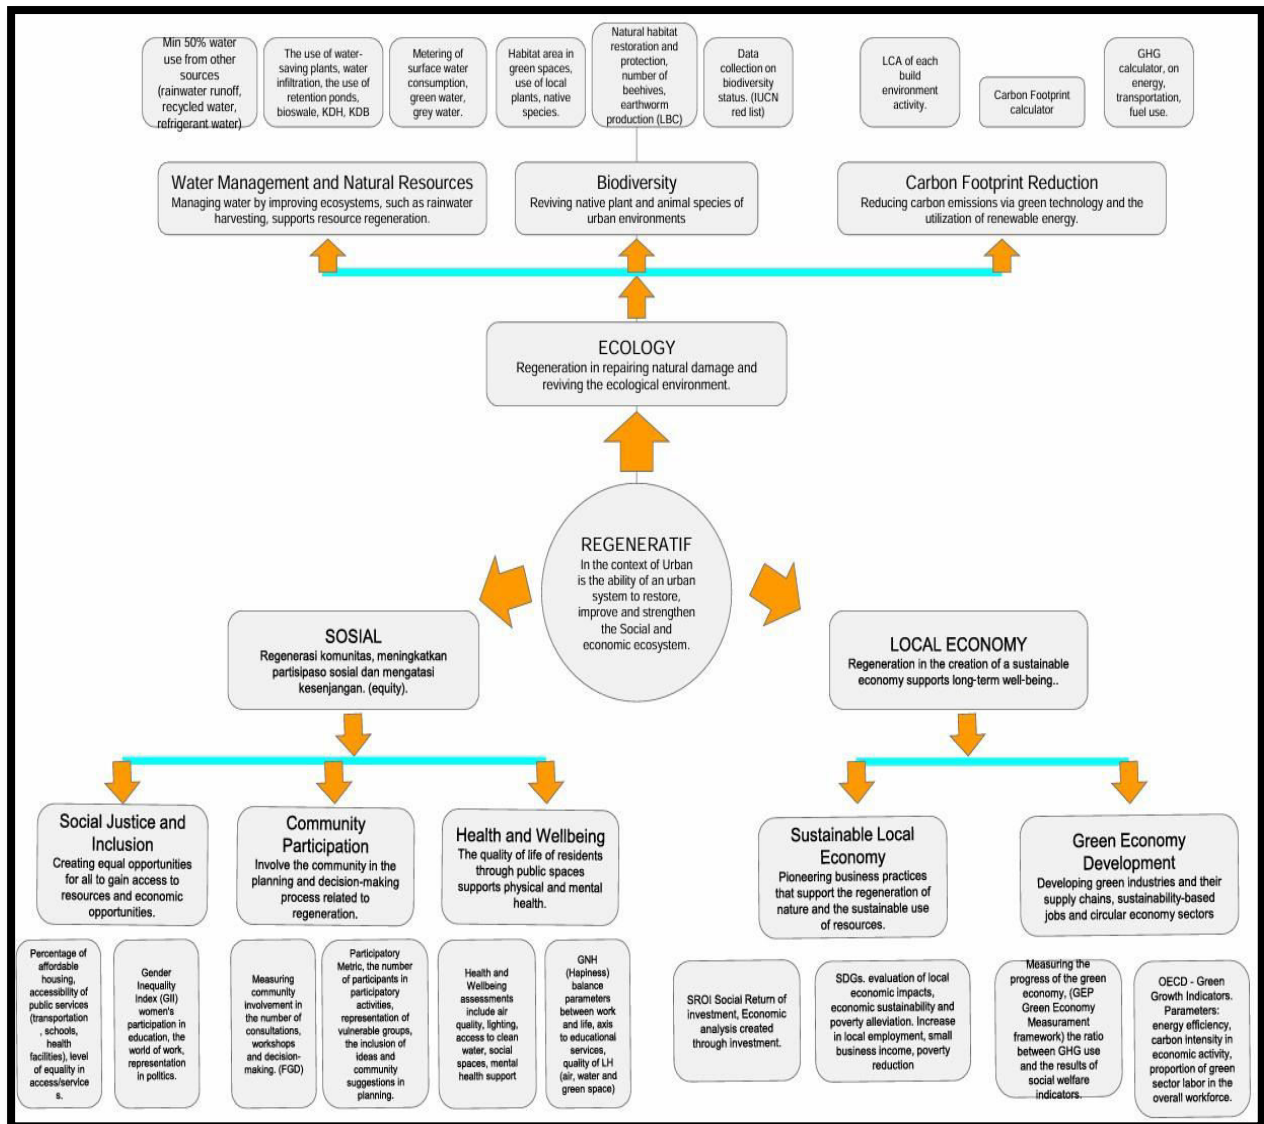 Min 50% water
use from other
sources
(rainwater runoff,
recycled water,
refrigerant water)
The use of water-
saving plants, water
infiltration, the use of
retention ponds,
bioswale, KDH, KDB
Metering of
surface water
consumption,
green water,
grey water.
Habitat area in
green spaces,
use of local
plants, native
species.
Natural habitat
restoration and
protection,
number of
beehives,
earthworm
production (LBC)
Data
collection on
biodiversity
status. (IUCN
red list)
LCA of each
build
environment
activity.
Carbon Footprint
calculator
GHG
calculator, on
energy,
transportation,
fuel use.
Water Management and Natural Resources
Managing water by improving ecosystems, such as rainwater
harvesting, supports resource regeneration.
Biodiversity
Reviving native plant and animal species of
urban environments
Carbon Footprint Reduction
Reducing carbon emissions via green technology and the
utilization of renewable energy.
ECOLOGY
Regeneration in repairing natural damage and
reviving the ecological environment.
REGENERATIF
In the context of Urban
is the ability of an urban
system to restore,
improve and strengthen
the Social and
economic ecosystem.
SOSIAL
Regenerasi komunitas, meningkatkan
partisipaso sosial dan mengatasi
kesenjangan. (equity).
LOCAL ECONOMY
Regeneration in the creation of a sustainable
economy supports long-term well-being..
Social Justice and
Inclusion
Creating equal opportunities
for all to gain access to
resources and economic
opportunities.
Community
Participation
Involve the community in the
planning and decision-making
process related to
regeneration.
Health and Wellbeing
The quality of life of residents
through public spaces
supports physical and mental
health.
Sustainable Local
Economy
Pioneering business practices
that support the regeneration of
nature and the sustainable use
of resources.
Green Economy
Development
Developing green industries and their
supply chains, sustainability-based
jobs and circular economy sectors
Percentage of
affordable
housing,
accessibility of
public services
(transportation
, schools,
health
facilities), level
of equality in
access/service
s.
Gender
Inequality
Index (GII)
women's
participation in
education, the
world of work,
representation
in politics.
Measuring
community
involvement in
the number of
consultations,
workshops
and decision-
making. (FGD)
Participatory
Metric, the number
of participants in
participatory
activities,
representation of
vulnerable groups,
the inclusion of
ideas and
community
suggestions in
planning.
Health and
Wellbeing
assessments
include air
quality, lighting,
access to clean
water, social
spaces, mental
health support
GNH
(Hapiness)
balance
parameters
between work
and life, axis
to educational
services,
quality of LH
(air, water and
green space)
SROI Social Return of
investment, Economic
analysis created
through investment.
SDGs. evaluation of local
economic impacts,
economic sustainability and
poverty alleviation. Increase
in local employment, small
business income, poverty
reduction
Measuring the
progress of the green
economy, (GEP
Green Economy
Measurament
framework) the ratio
between GHG use
and the results of
social welfare
indicators.
OECD - Green
Growth Indicators.
Parameters:
energy efficiency,
carbon intensity in
economic activity,
proportion of green
sector labor in the
overall workforce.